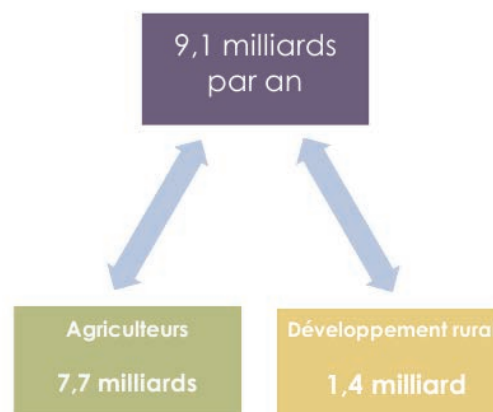 9,1 milliards
par an
Agriculteurs
7,7 milliards
Développement rura
1,4 milliard